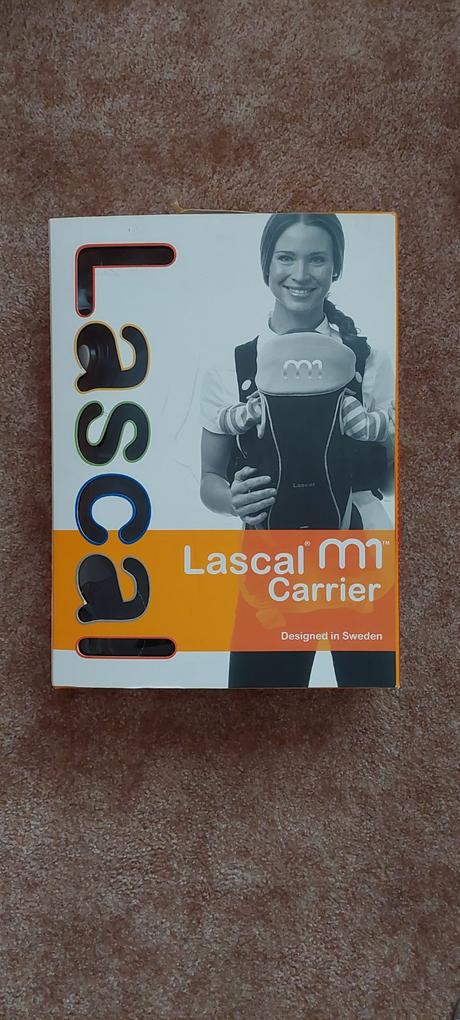 Lascal
m1
Lascal
Lascal® m1™
Carrier
Designed in Sweden